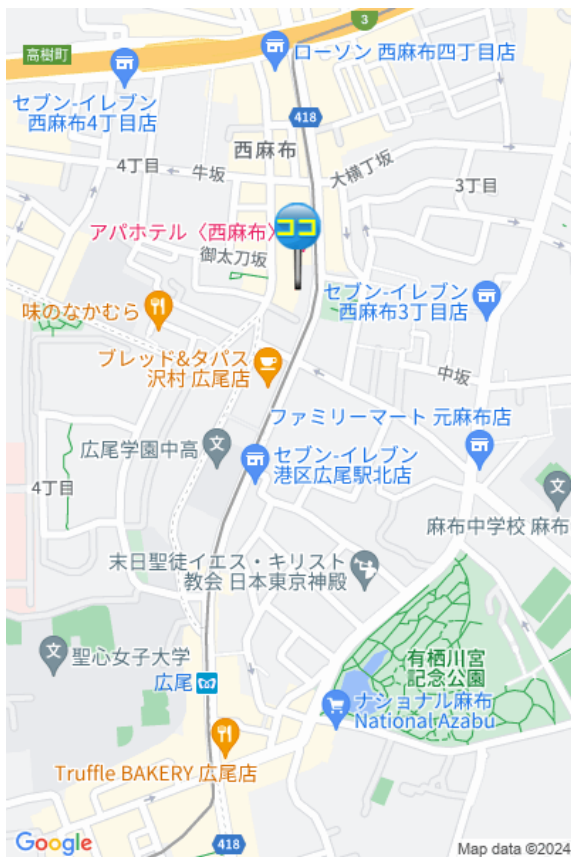 3
高樹町
ローソン 西麻布四丁目店
セブン-イレブン
西麻布4丁目店
418
西麻布
4丁目
牛坂
大横丁坂
3丁目
アパホテル〈西麻布〉
ココ
御太刀坂
セブン-イレブン
西麻布3丁目店
味のなかむら
ブレッド&タパス
沢村 広尾店
中坂
ファミリーマート 元麻布店
広尾学園中高
文
セブン-イレブン
港区広尾駅北店
4丁目
文
麻布中学校 麻布
末日聖徒イエス・キリスト
教会 日本東京神殿
文
聖心女子大学
有栖川宮
記念公園
広尾
ナショナル麻布
National Azabu
Truffle BAKERY 広尾店
Google
418
Map data ©2024